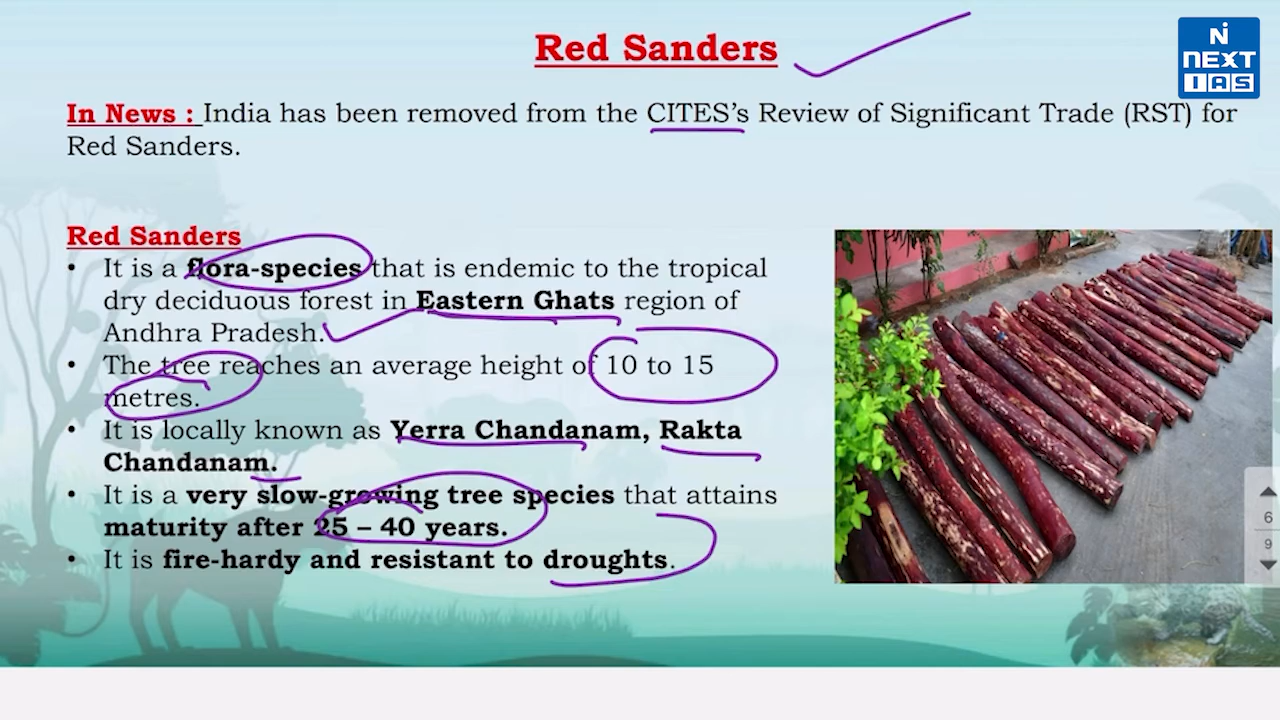 Red Sanders
NEXT
IAS
In News : India has been removed from the CITES’s Review of Significant Trade (RST) for
Red Sanders.
Red Sanders
• It is a flora-species that is endemic to the tropical
dry deciduous forest in Eastern Ghats region of
Andhra Pradesh.
• The tree reaches an average height of 10 to 15
metres.
• It is locally known as Yerra Chandanam, Rakta
Chandanam.
• It is a very slow-growing tree species that attains
maturity after 25 – 40 years.
• It is fire-hardy and resistant to droughts.
6
9